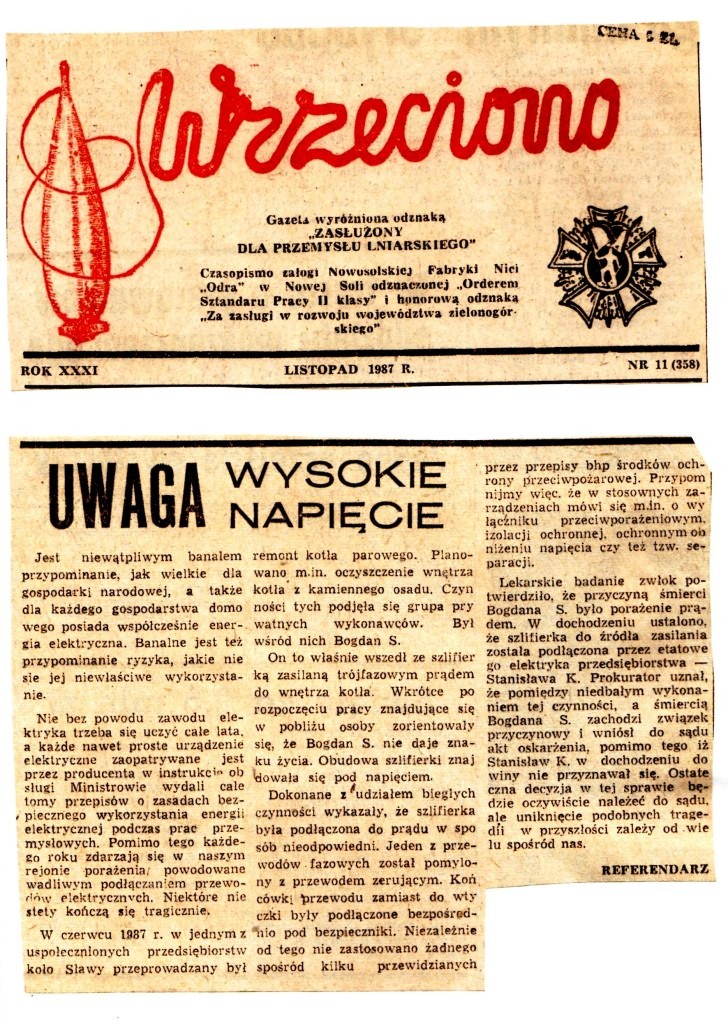 CENA 5 ZŁ
Wrzeciono
Gazeta wyróżniona odznaką
„ZASŁUŻONY
DLA PRZEMYSŁU LNIARSKIEGO"
Czasopismo załogi Nowosolskiej Fabryki Nici
„Odra" w Nowej Soli odznaczonej „Orderem
Sztandaru Pracy II klasy" i honorową odznaką
„Za zasługi w rozwoju województwa zielonogór-
skiego"
ROK XXXI LISTOPAD 1987 R. NR 11 (358)
UWAGA WYSOKIE
NAPIĘCIE
Jest niewątpliwym banalem
przypominanie, jak wielkie dla
gospodarki narodowej, a także
dla każdego gospodarstwa domo
wego posiada współcześnie ener-
gia elektryczna. Banalne jest też
przypominanie ryzyka, jakie nie
sie jej niewłaściwe wykorzysta-
nie.
Nie bez powodu zawodu ele-
ktryka trzeba się uczyć całe lata,
a każde nawet proste urządzenie
elektryczne zaopatrywane jest
przez producenta w instrukcję ob
sługi Ministrowie wydali całe
tomy przepisów o zasadach bez-
piecznego wykorzystania energii
elektrycznej podczas prac prze-
mysłowych. Pomimo tego każde-
go roku zdarzają się w naszym
rejonie porażenia powodowane
wadliwym podłączaniem przewo-
dów elektrycznych. Niektóre nie
stety kończą się tragicznie.
W czerwcu 1987 r. w jednym z
uspołecznionych przedsiębiorstw
koło Sławy przeprowadzany był
remont kotła parowego. Plano-
wano m.in. oczyszczenie wnętrza
kotła z kamiennego osadu. Czyn
ności tych podjęła się grupa pry
watnych wykonawców. Był
wśród nich Bogdan S.
On to właśnie wszedł ze szlifier
ką zasilaną trójfazowym prądem
do wnętrza kotła. Wkrótce po
rozpoczęciu pracy znajdujące się
w pobliżu osoby zorientowały
się, że Bogdan S. nie daje zna-
ku życia. Obudowa szlifierki znaj
dowała się pod napięciem.
Dokonane z udziałem biegłych
czynności wykazały, że szlifierka
była podłączona do prądu w spo
sób nieodpowiedni. Jeden z prze-
wodów fazowych został pomylo-
ny z przewodem zerującym. Koń
cówki przewodu zamiast do wty
czki były podłączone bezpośred-
nio pod bezpieczniki. Niezależnie
od tego nie zastosowano żadnego
spośród kilku przewidzianych
przez przepisy bhp środków och-
rony przeciwpożarowej. Przypom
nijmy więc, że w stosownych za-
rządzeniach mówi się m.in. o wy
łączniku przeciwporażeniowym,
izolacji ochronnej, ochronnym ob
niżeniu napięcia czy też tzw. se-
paracji.
Lekarskie badanie zwłok po-
twierdziło, że przyczyną śmierci
Bogdana S. było porażenie prą-
dem. W dochodzeniu ustalono,
że szlifierka do źródła zasilania
została podłączona przez etatowe
go elektryka przedsiębiorstwa —
Stanisława K. Prokurator uznał,
że pomiędzy niedbałym wykona-
niem tej czynności, a śmiercią
Bogdana S. zachodzi związek
przyczynowy i wniósł do sądu
akt oskarżenia, pomimo tego iż
Stanisław K. w dochodzeniu do
winy nie przyznawał się. Ostate
czna decyzja w tej sprawie bę-
dzie oczywiście należeć do sądu,
ale uniknięcie podobnych trage-
dii w przyszłości zależy od wie
lu spośród nas.
REFERENDARZ